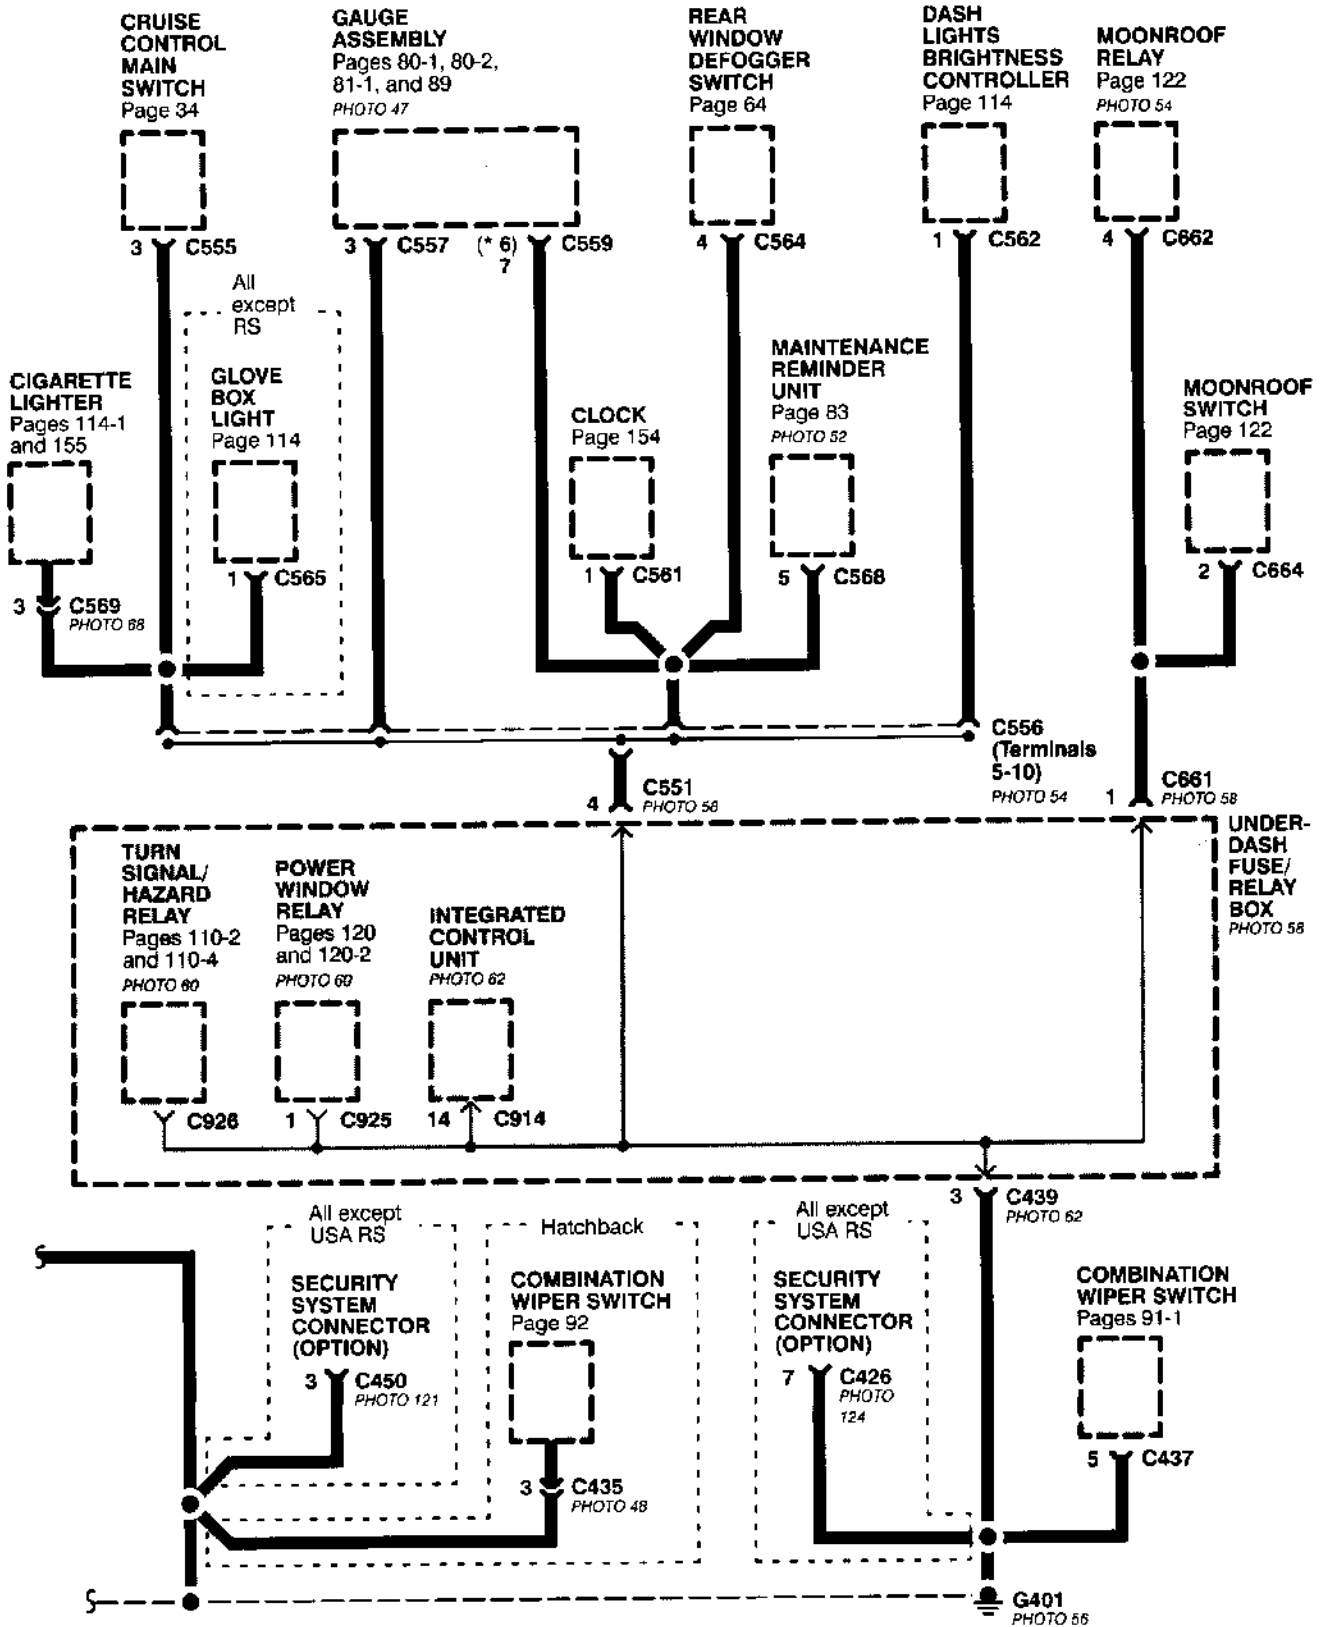 CRUISE
CONTROL
MAIN
SWITCH
Page 34
GAUGE
ASSEMBLY
Pages 80-1, 80-2,
81-1, and 89
PHOTO 47
REAR
WINDOW
DEFOGGER
SWITCH
Page 64
DASH
LIGHTS
BRIGHTNESS
CONTROLLER
Page 114
MOONROOF
RELAY
Page 122
PHOTO 54
3 C555
3 C557
(* 6)
7 C559
4 C564
1 C562
4 C662
All
except
RS
CIGARETTE
LIGHTER
Pages 114-1
and 155
GLOVE
BOX
LIGHT
Page 114
CLOCK
Page 154
MAINTENANCE
REMINDER
UNIT
Page 83
PHOTO 52
MOONROOF
SWITCH
Page 122
3 C569
PHOTO 68
1 C565
1 C561
5 C568
2 C664
C556
(Terminals
5-10)
PHOTO 54
4 C551
PHOTO 58
1 C661
PHOTO 58
UNDER-
DASH
FUSE/
RELAY
BOX
PHOTO 58
TURN
SIGNAL/
HAZARD
RELAY
Pages 110-2
and 110-4
PHOTO 60
POWER
WINDOW
RELAY
Pages 120
and 120-2
PHOTO 60
INTEGRATED
CONTROL
UNIT
PHOTO 62
C926
1 C925
14 C914
3 C439
PHOTO 62
All except
USA RS
Hatchback
All except
USA RS
SECURITY
SYSTEM
CONNECTOR
(OPTION)
3 C450
PHOTO 121
COMBINATION
WIPER SWITCH
Page 92
3 C435
PHOTO 48
SECURITY
SYSTEM
CONNECTOR
(OPTION)
7 C426
PHOTO
124
COMBINATION
WIPER SWITCH
Pages 91-1
5 C437
G401
PHOTO 56